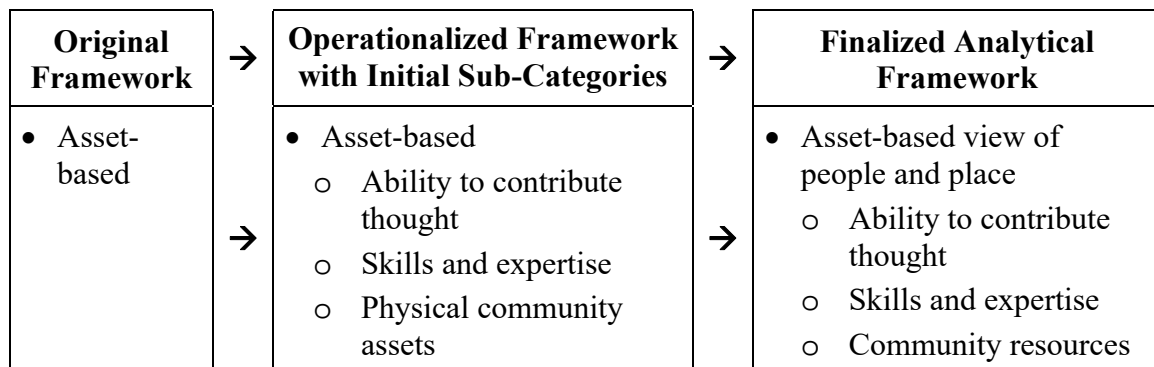 Original
Framework
→
Operationalized Framework
with Initial Sub-Categories
→
Finalized Analytical
Framework
• Asset-
based
→
• Asset-based
o Ability to contribute
thought
o Skills and expertise
o Physical community
assets
→
• Asset-based view of
people and place
o Ability to contribute
thought
o Skills and expertise
o Community resources